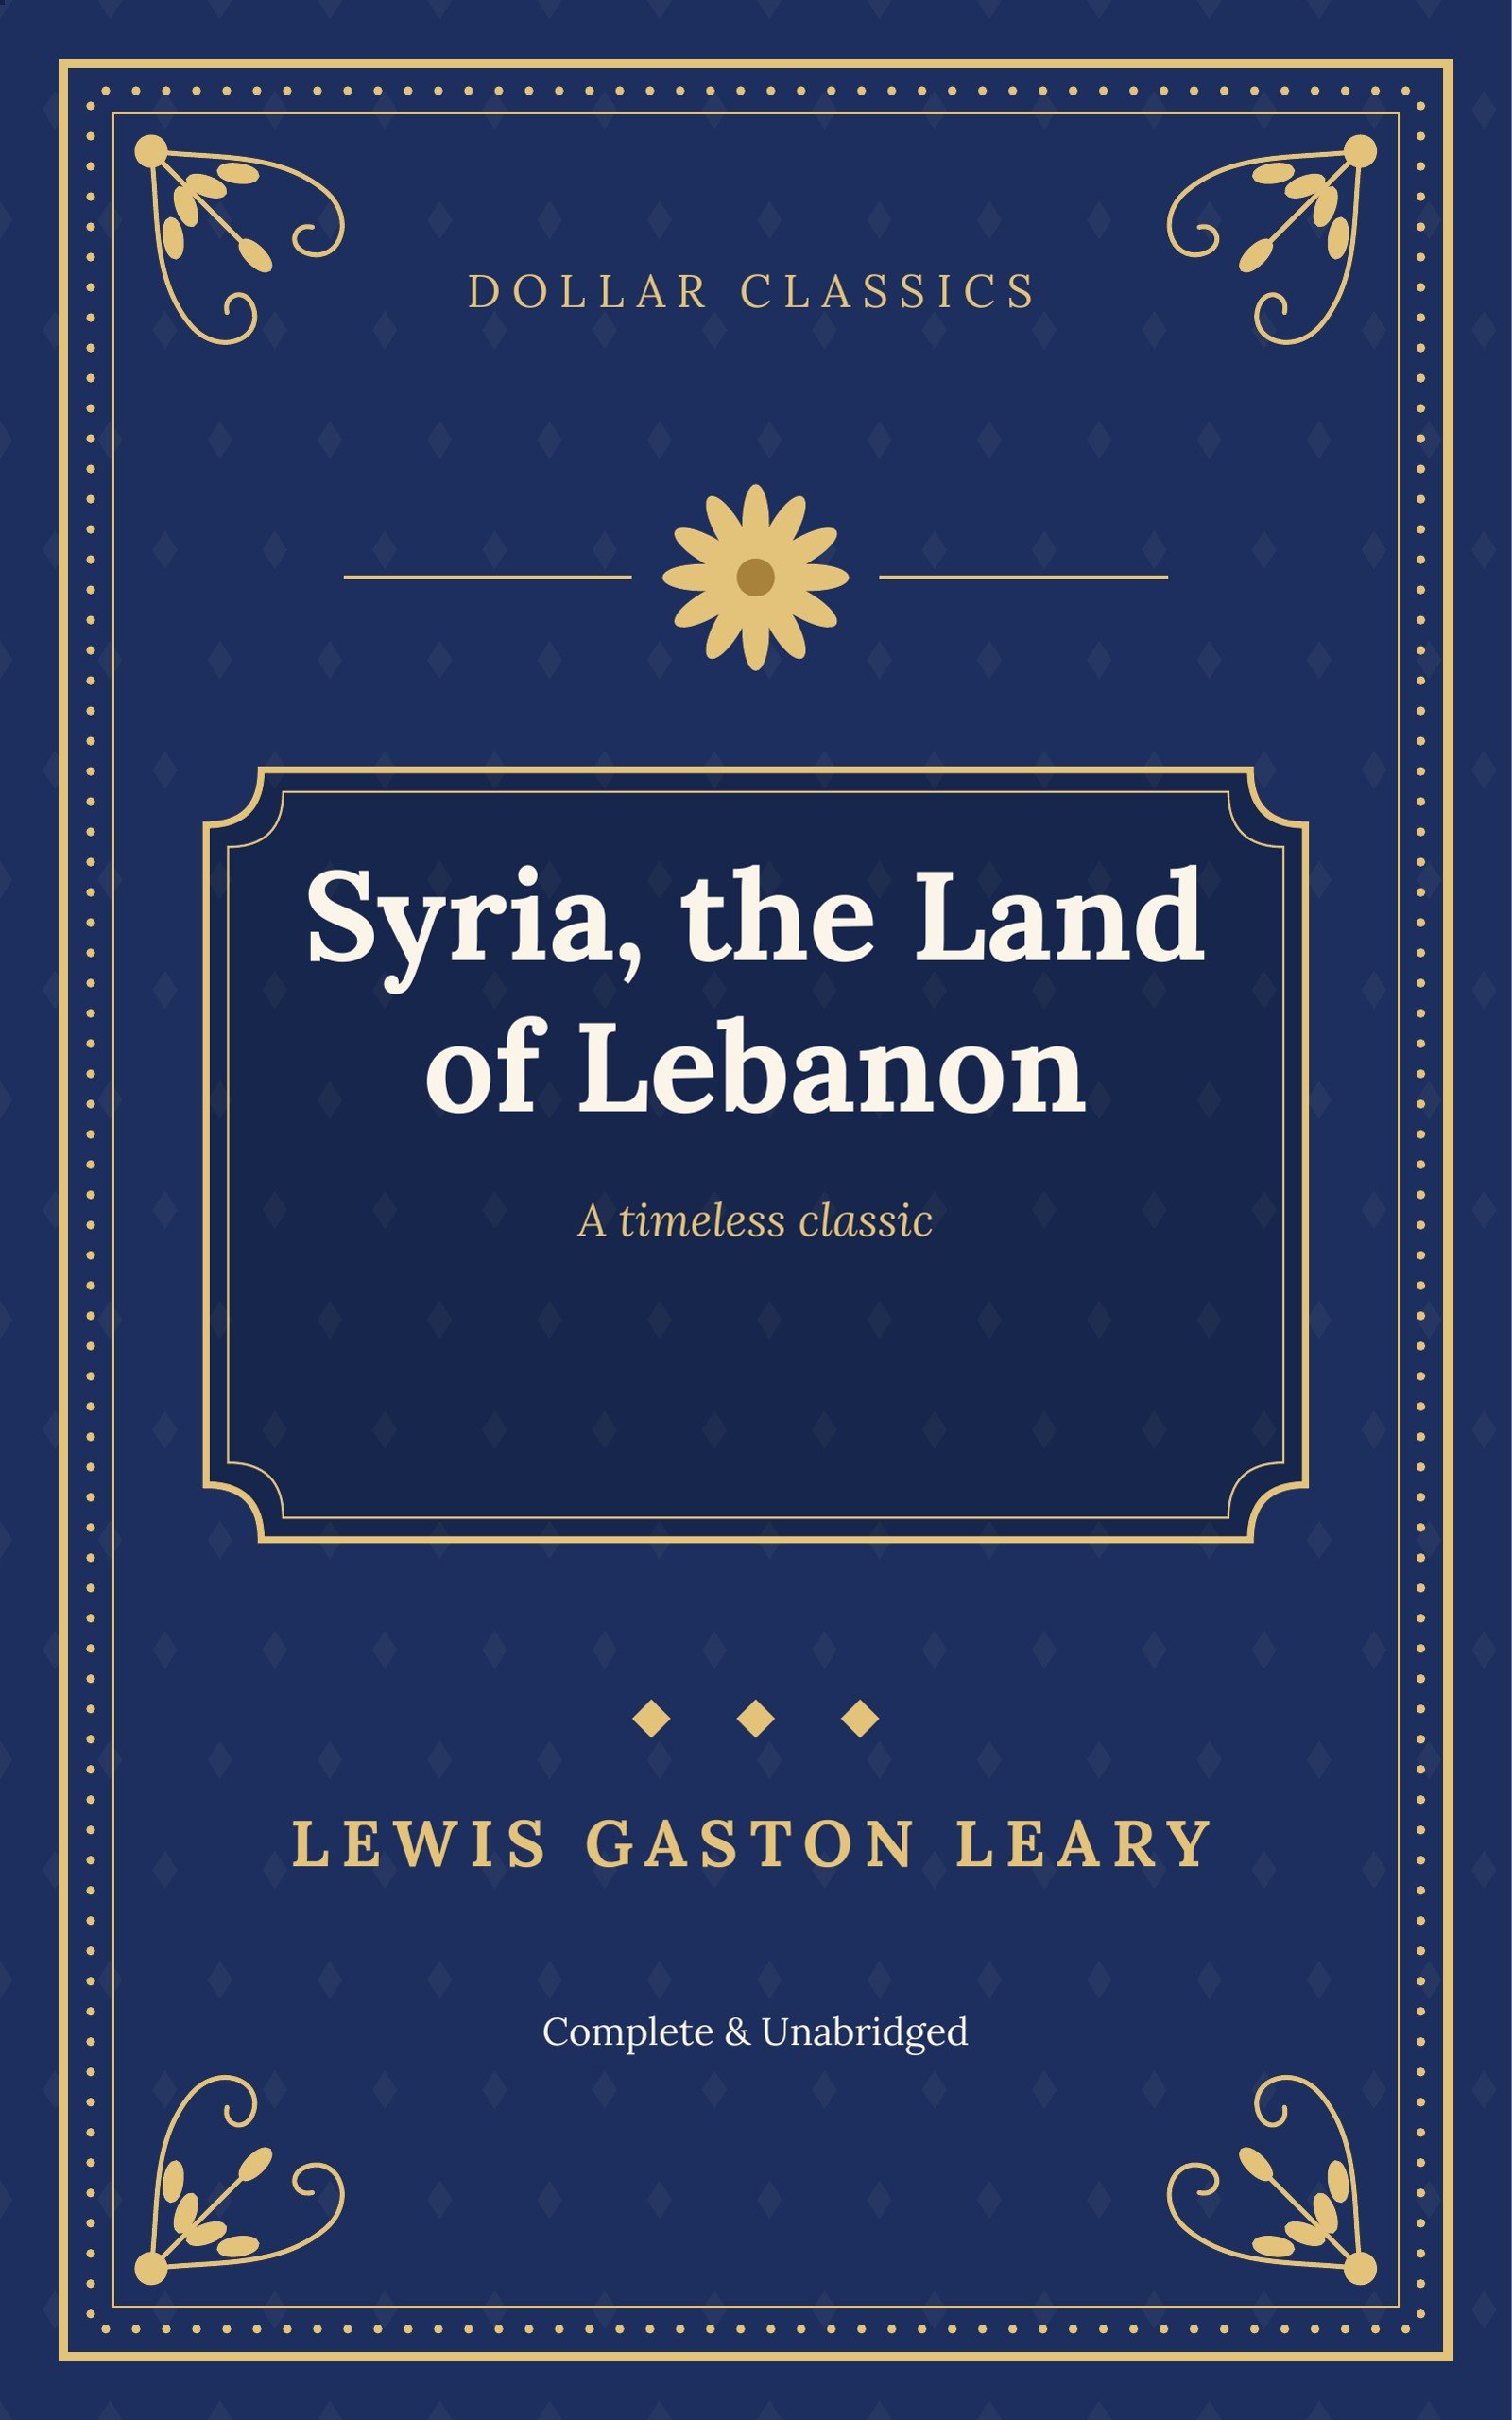 DOLLAR CLASSICS
Syria, the Land
of Lebanon
A timeless classic
LEWIS GASTON LEARY
Complete & Unabridged